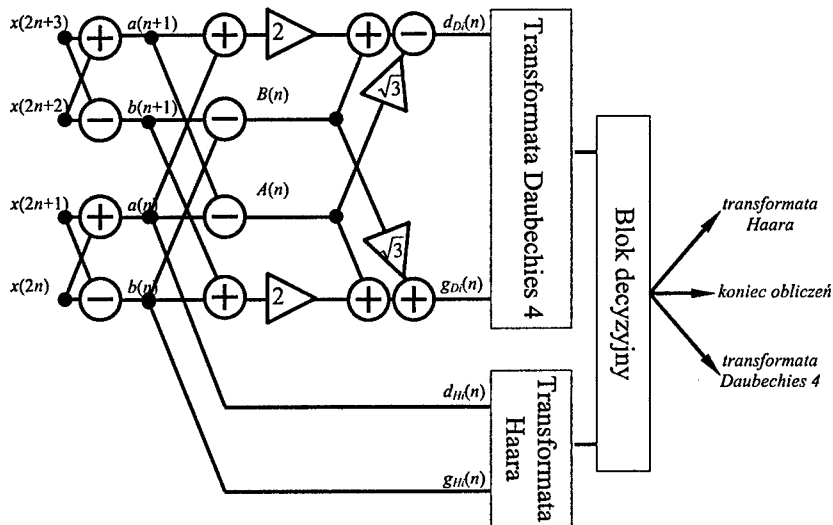 x(2n+3)
a(n+1)
2
d_Di(n)
x(2n+2)
b(n+1)
B(n)
√3
x(2n+1)
a(n)
A(n)
√3
x(2n)
b(n)
2
g_Di(n)
Transformata Daubechies 4
d_Hi(n)
g_Hi(n)
Transformata
Haara
Blok decyzyjny
transformata
Haara
koniec obliczeń
transformata
Daubechies 4